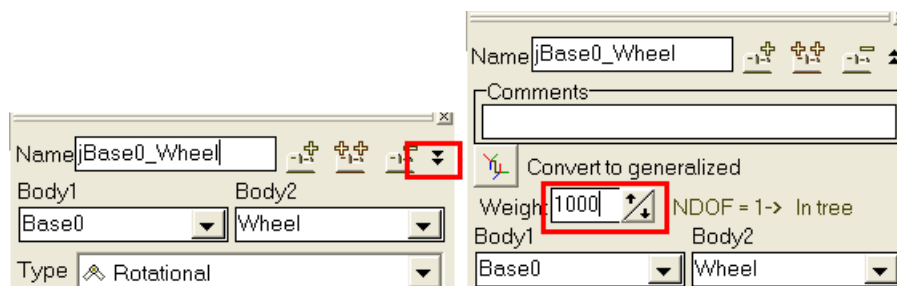 Name jBase0_Wheel
Body1 Body2
Base0 Wheel
Type Rotational
Name jBase0_Wheel
Comments
Convert to generalized
Weight 1000 NDOF = 1-> In tree
Body1 Body2
Base0 Wheel